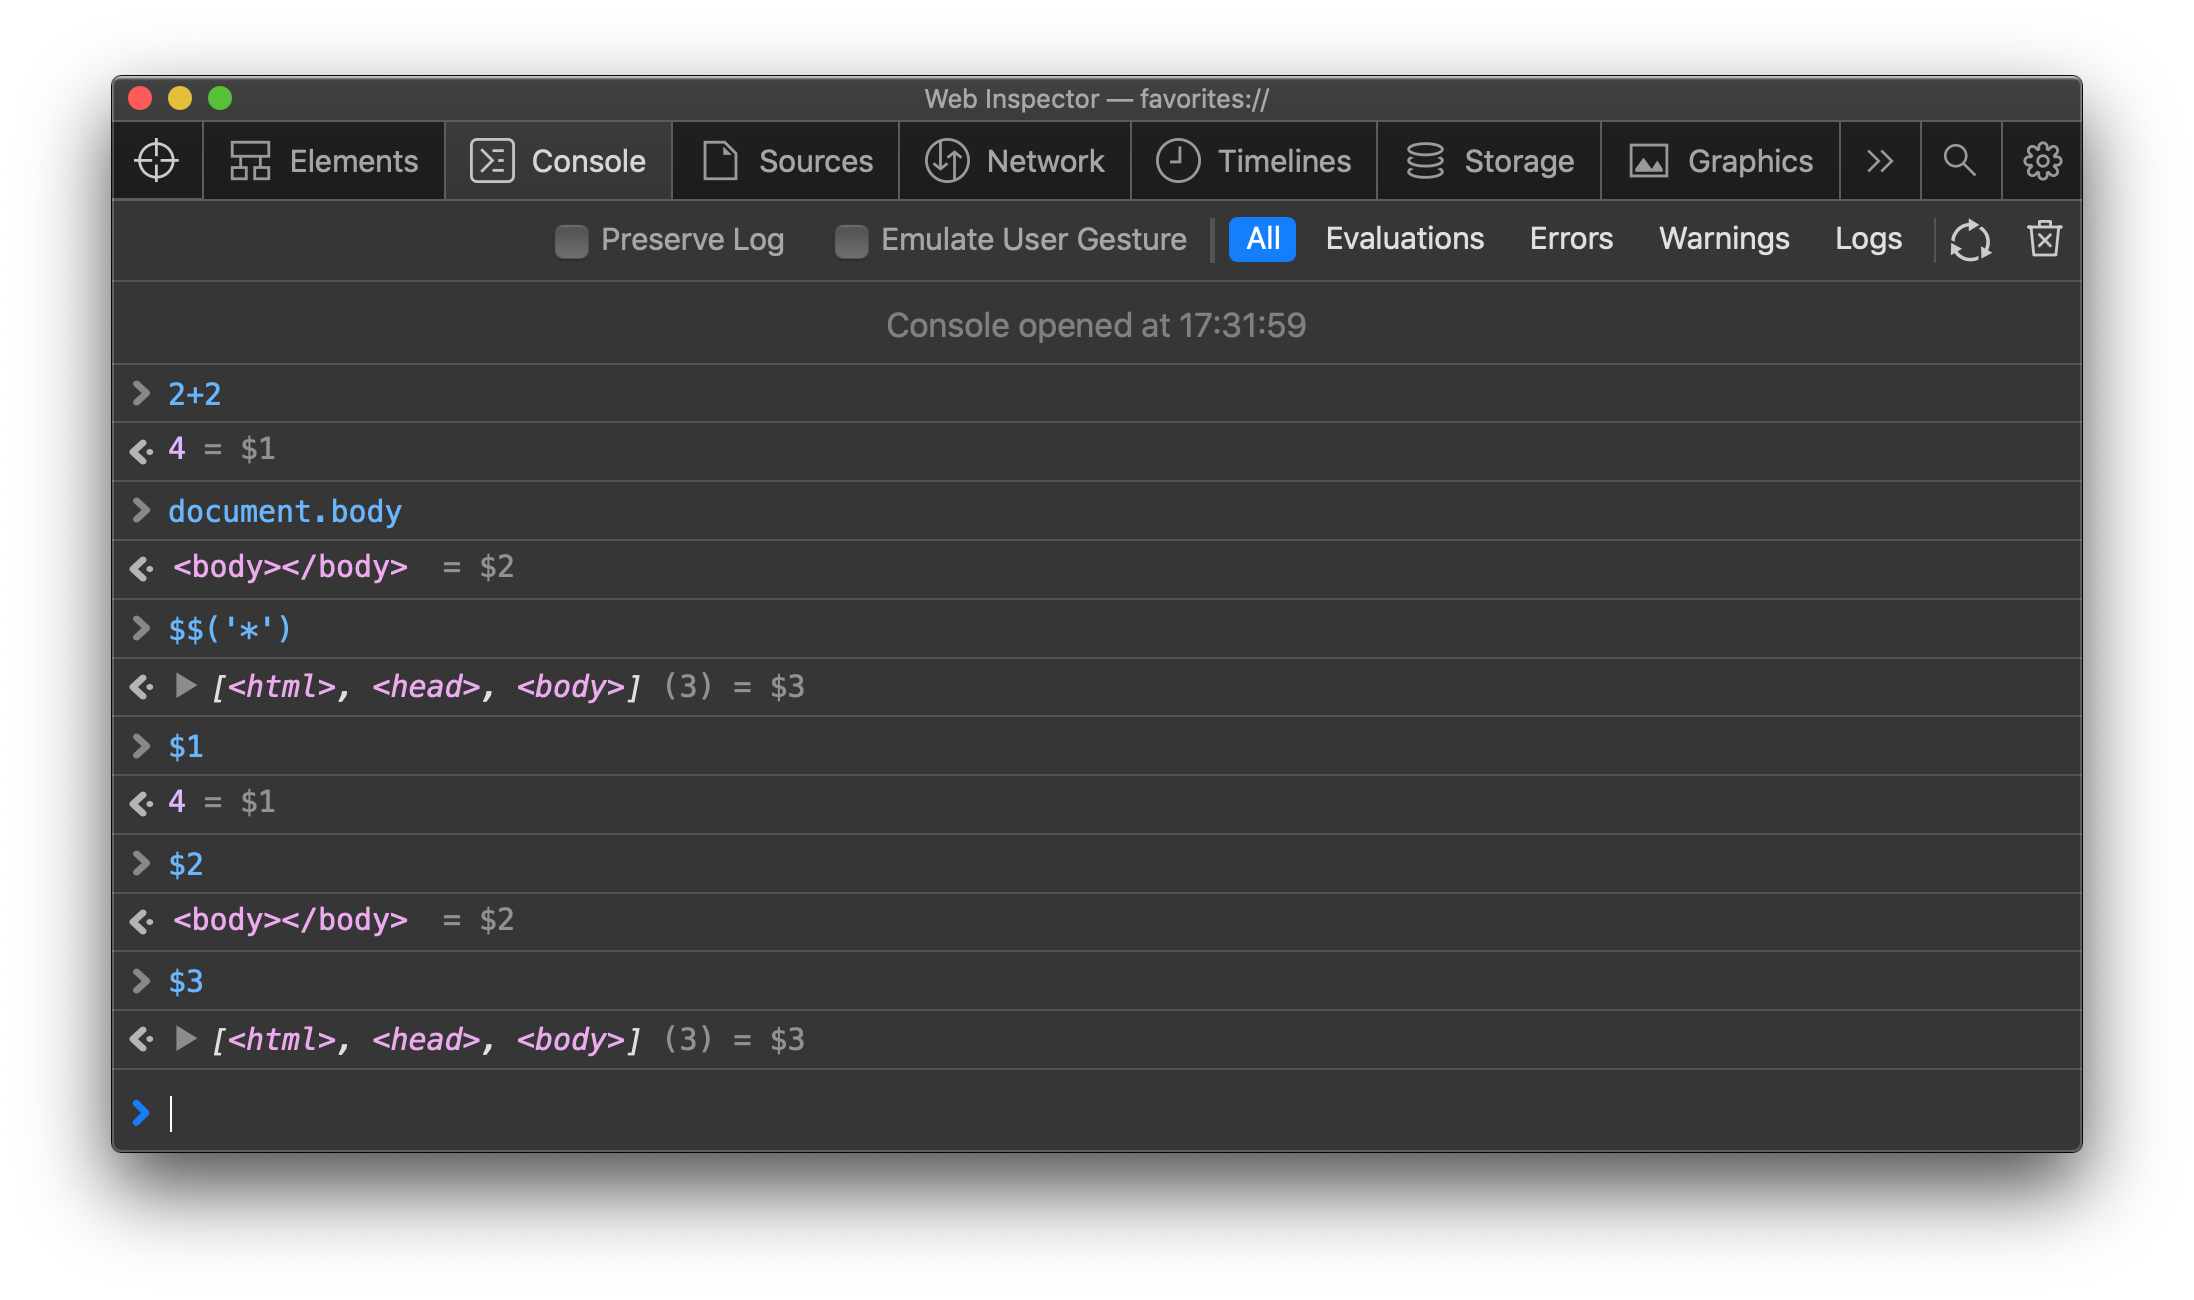 Web Inspector — favorites://
Elements Console Sources Network Timelines Storage Graphics
Preserve Log Emulate User Gesture All Evaluations Errors Warnings Logs
Console opened at 17:31:59
2+2
4 = $1
document.body
<body></body> = $2
$$('*')
[<html>, <head>, <body>] (3) = $3
$1
4 = $1
$2
<body></body> = $2
$3
[<html>, <head>, <body>] (3) = $3